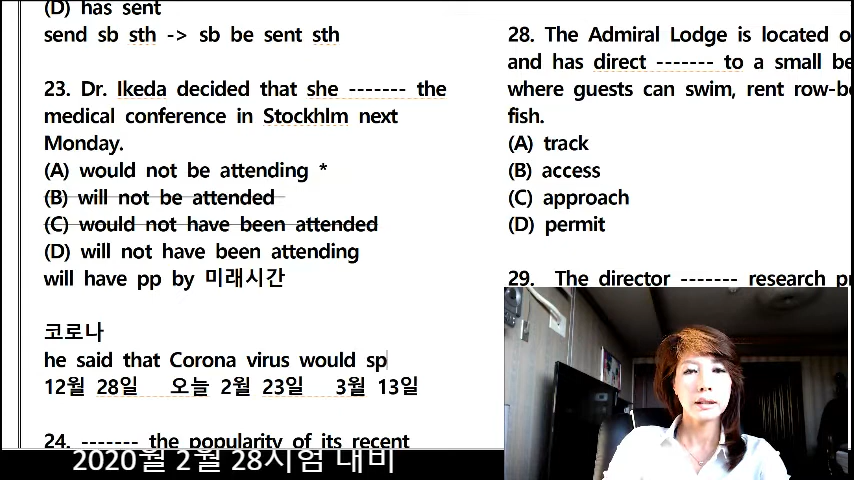 (D) has sent
send sb sth -> sb be sent sth
23. Dr. Ikeda decided that she ------- the
medical conference in Stockhlm next
Monday.
(A) would not be attending *
(B) will not be attended
(C) would not have been attended
(D) will not have been attending
will have pp by 미래시간
코로나
he said that Corona virus would sp
12월 28일 오늘 2월 23일 3월 13일
24. ------- the popularity of its recent
28. The Admiral Lodge is located
and has direct ------- to a small
where guests can swim, rent
fish.
(A) track
(B) access
(C) approach
(D) permit
29. The director ------- research
2020월 2월 28시험 대비